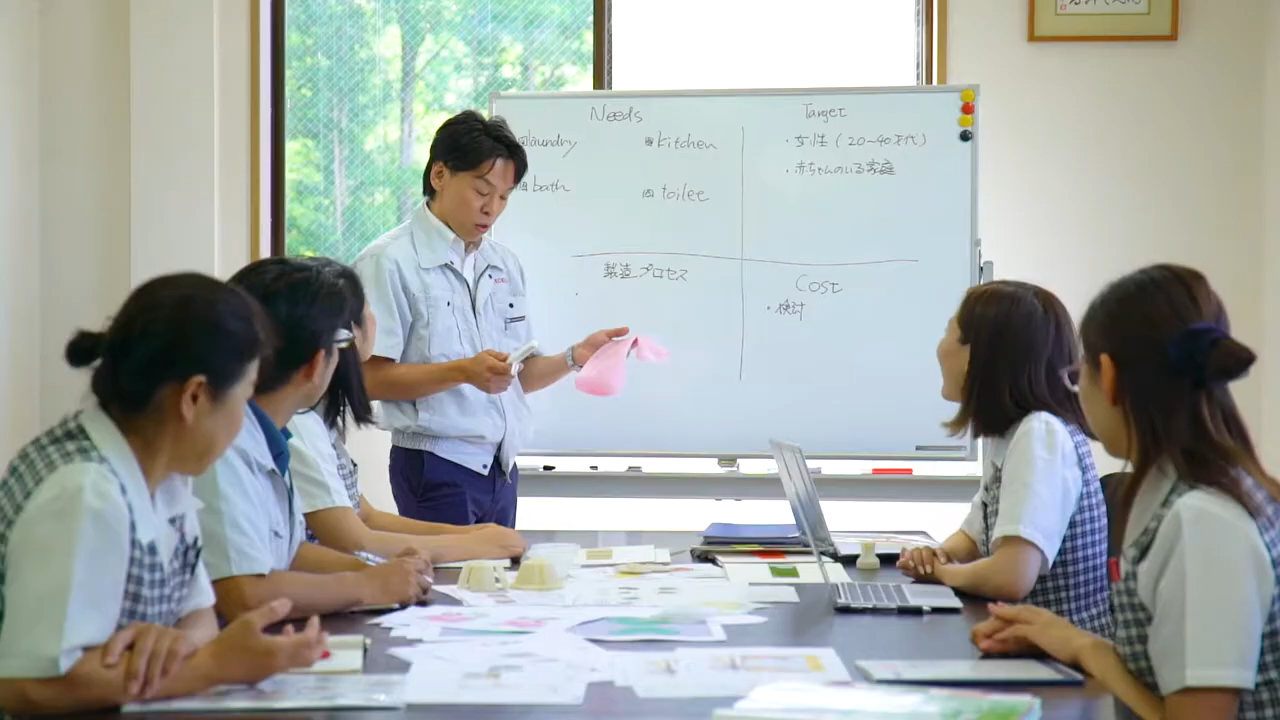 Needs
laundry
kitchen
bath
toilet
Target
・女性(20~40才代)
・赤ちゃんのいる家庭
製造プロセス
・
Cost
・検討